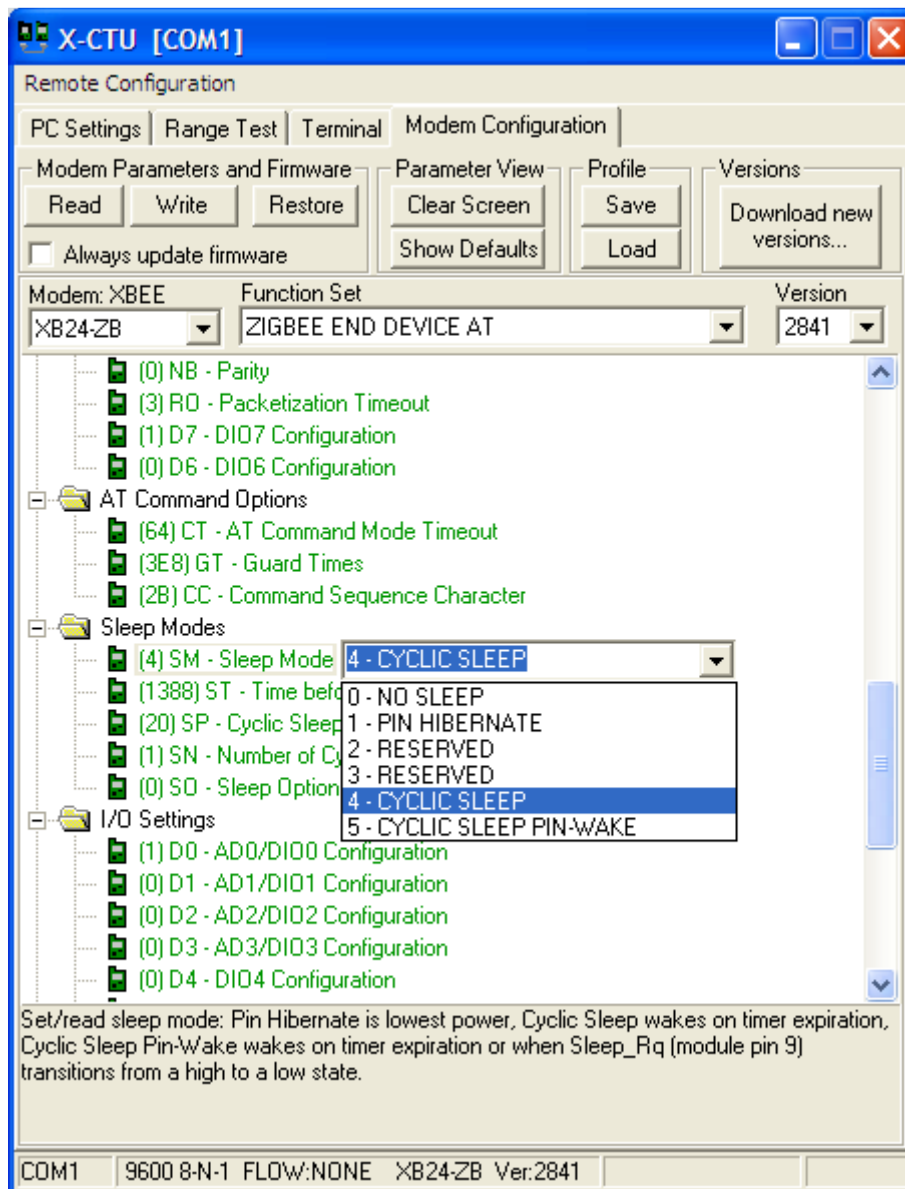 X-CTU [COM1]
Remote Configuration
PC Settings Range Test Terminal Modem Configuration
Modem Parameters and Firmware Parameter View Profile Versions
Read Write Restore Clear Screen Save Download new versions...
Always update firmware Show Defaults Load
Modem: XBEE Function Set Version
XB24-ZB ZIGBEE END DEVICE AT 2841
(0) NB - Parity
(3) RO - Packetization Timeout
(1) D7 - DIO7 Configuration
(0) D6 - DIO6 Configuration
AT Command Options
(64) CT - AT Command Mode Timeout
(3E8) GT - Guard Times
(2B) CC - Command Sequence Character
Sleep Modes
(4) SM - Sleep Mode 4 - CYCLIC SLEEP
(1388) ST - Time befo 0 - NO SLEEP
(20) SP - Cyclic Sleep 1 - PIN HIBERNATE
2 - RESERVED
(1) SN - Number of Cy 3 - RESERVED
(0) SO - Sleep Option 4 - CYCLIC SLEEP
I/O Settings 5 - CYCLIC SLEEP PIN-WAKE
(1) D0 - AD0/DIO0 Configuration
(0) D1 - AD1/DIO1 Configuration
(0) D2 - AD2/DIO2 Configuration
(0) D3 - AD3/DIO3 Configuration
(0) D4 - DIO4 Configuration
Set/read sleep mode: Pin Hibernate is lowest power, Cyclic Sleep wakes on timer expiration,
Cyclic Sleep Pin-Wake wakes on timer expiration or when Sleep_Rq (module pin 9)
transitions from a high to a low state.
COM1 9600 8-N-1 FLOW:NONE XB24-ZB Ver:2841